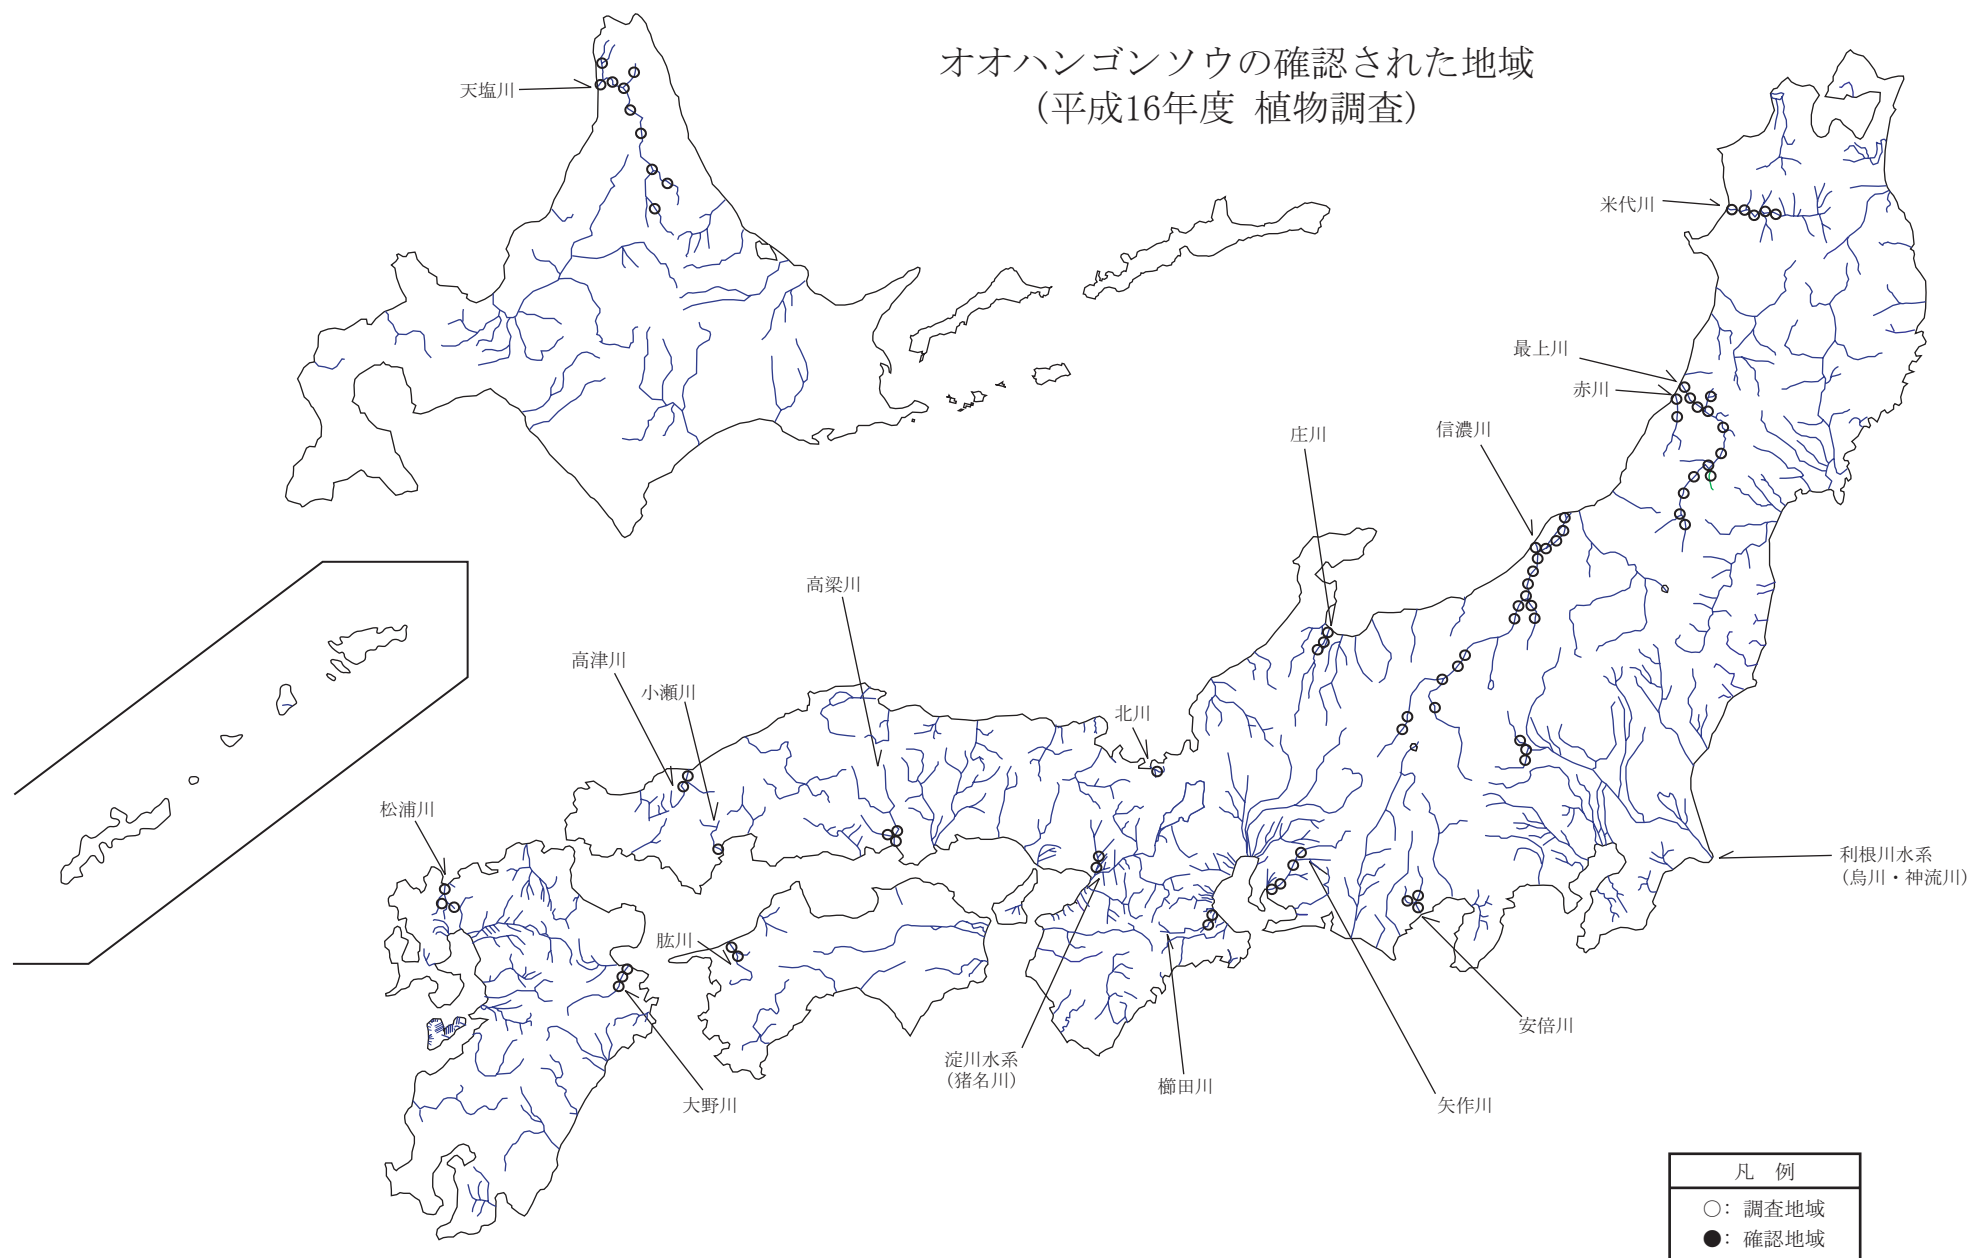 オオハンゴンソウの確認された地域
(平成16年度 植物調査)
天塩川
米代川
最上川
赤川
信濃川
庄川
高梁川
高津川
小瀬川
北川
松浦川
利根川水系
(烏川・神流川)
肱川
安倍川
淀川水系
(猪名川)
櫛田川
矢作川
大野川
凡 例
○: 調査地域
●: 確認地域